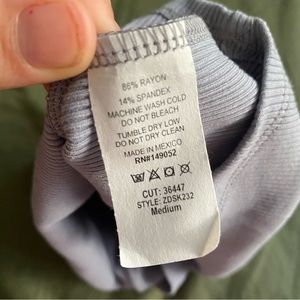 86% RAYON
14% SPANDEX
MACHINE WASH COLD
DO NOT BLEACH
TUMBLE DRY LOW
DO NOT DRY CLEAN
MADE IN MEXICO
RN#149052
CUT: 36447
STYLE: ZDSK232
Medium